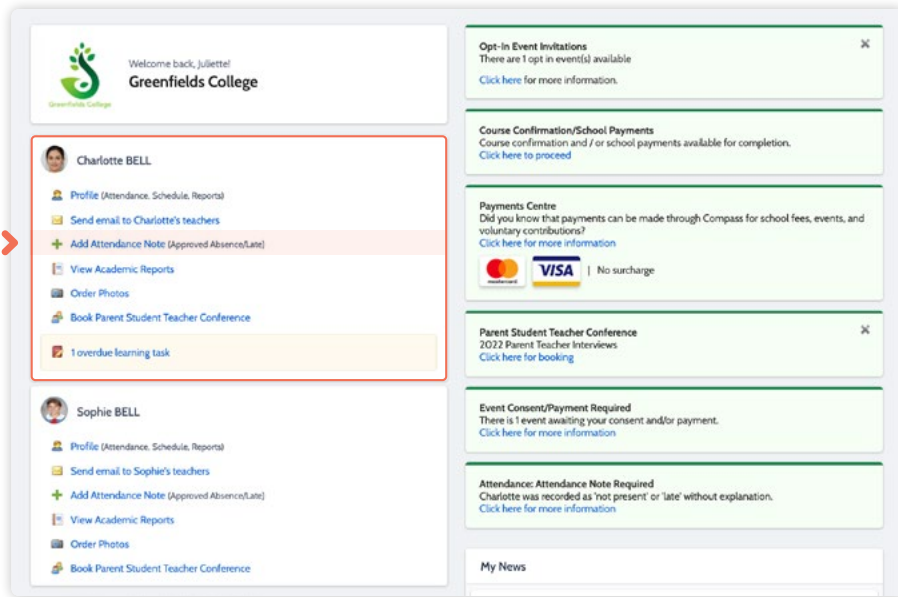 Welcome back, Juliette!
Greenfields College
Greenfields College
Charlotte BELL
Profile (Attendance, Schedule, Reports)
Send email to Charlotte's teachers
Add Attendance Note (Approved Absence/Late)
View Academic Reports
Order Photos
Book Parent Student Teacher Conference
1 overdue learning task
Sophie BELL
Profile (Attendance, Schedule, Reports)
Send email to Sophie's teachers
Add Attendance Note (Approved Absence/Late)
View Academic Reports
Order Photos
Book Parent Student Teacher Conference
Opt-In Event Invitations
There are 1 opt in event(s) available
Click here for more information.
Course Confirmation/School Payments
Course confirmation and / or school payments available for completion.
Click here to proceed
Payments Centre
Did you know that payments can be made through Compass for school fees, events, and
voluntary contributions?
Click here for more information
mastercard VISA | No surcharge
Parent Student Teacher Conference
2022 Parent Teacher Interviews
Click here for booking
Event Consent/Payment Required
There is 1 event awaiting your consent and/or payment.
Click here for more information
Attendance: Attendance Note Required
Charlotte was recorded as 'not present' or 'late' without explanation.
Click here for more information
My News